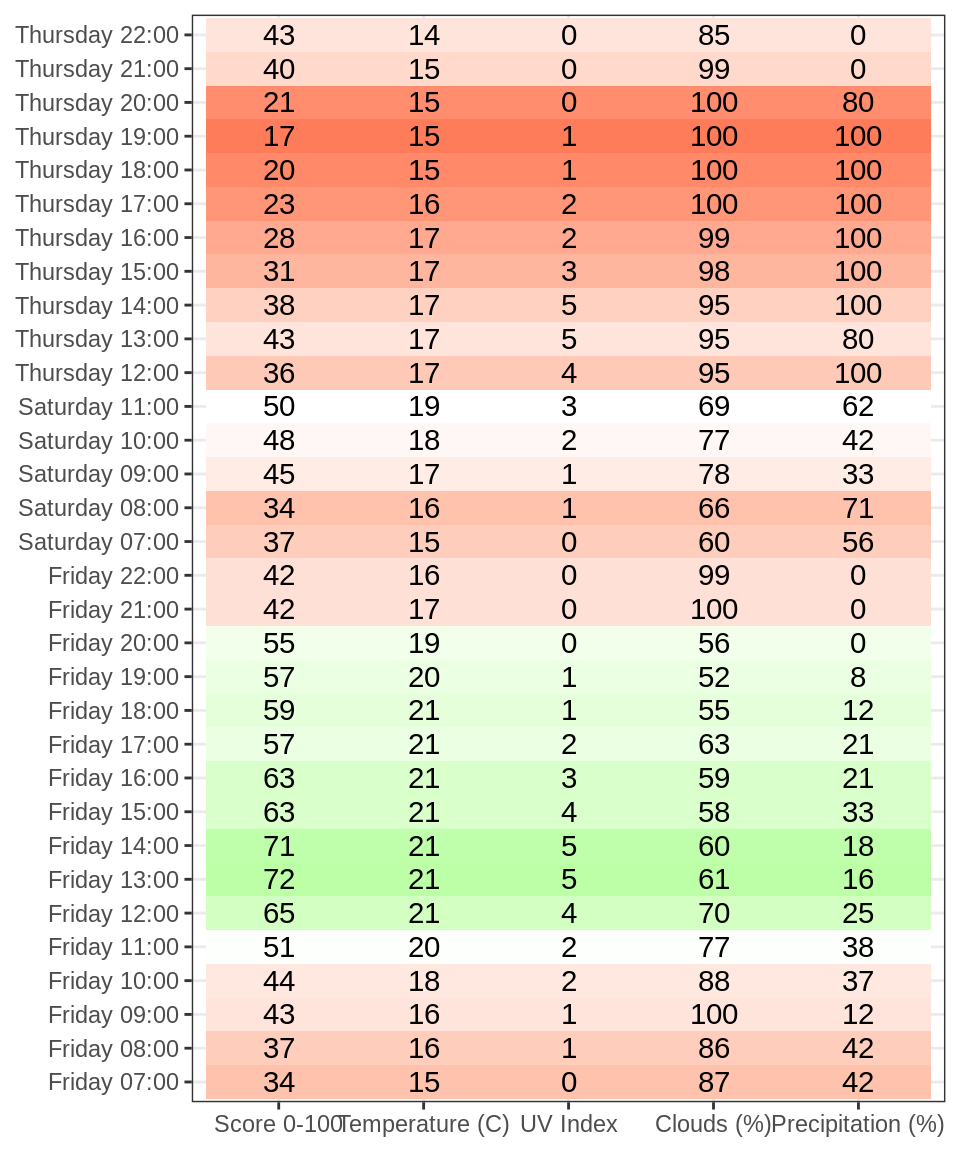 Thursday 22:00 43 14 0 85 0
Thursday 21:00 40 15 0 99 0
Thursday 20:00 21 15 0 100 80
Thursday 19:00 17 15 1 100 100
Thursday 18:00 20 15 1 100 100
Thursday 17:00 23 16 2 100 100
Thursday 16:00 28 17 2 99 100
Thursday 15:00 31 17 3 98 100
Thursday 14:00 38 17 5 95 100
Thursday 13:00 43 17 5 95 80
Thursday 12:00 36 17 4 95 100
Saturday 11:00 50 19 3 69 62
Saturday 10:00 48 18 2 77 42
Saturday 09:00 45 17 1 78 33
Saturday 08:00 34 16 1 66 71
Saturday 07:00 37 15 0 60 56
Friday 22:00 42 16 0 99 0
Friday 21:00 42 17 0 100 0
Friday 20:00 55 19 0 56 0
Friday 19:00 57 20 1 52 8
Friday 18:00 59 21 1 55 12
Friday 17:00 57 21 2 63 21
Friday 16:00 63 21 3 59 21
Friday 15:00 63 21 4 58 33
Friday 14:00 71 21 5 60 18
Friday 13:00 72 21 5 61 16
Friday 12:00 65 21 4 70 25
Friday 11:00 51 20 2 77 38
Friday 10:00 44 18 2 88 37
Friday 09:00 43 16 1 100 12
Friday 08:00 37 16 1 86 42
Friday 07:00 34 15 0 87 42
Score 0-100 Temperature (C) UV Index Clouds (%) Precipitation (%)